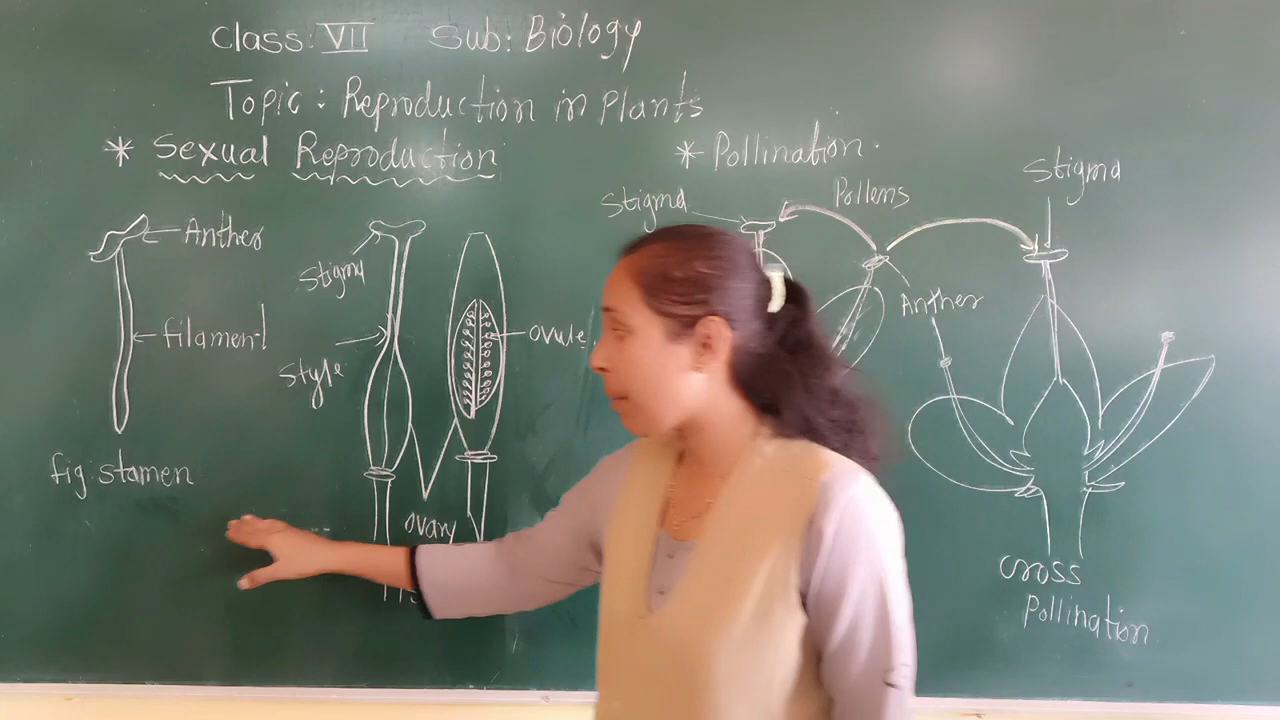 Class: VII Sub: Biology
Topic: Reproduction in Plants
* Sexual Reproduction
Anther
filament
fig. stamen
Stigma
Style
ovule
ovary
* Pollination.
Stigma
Pollens
Anther
Stigma
Cross
Pollination